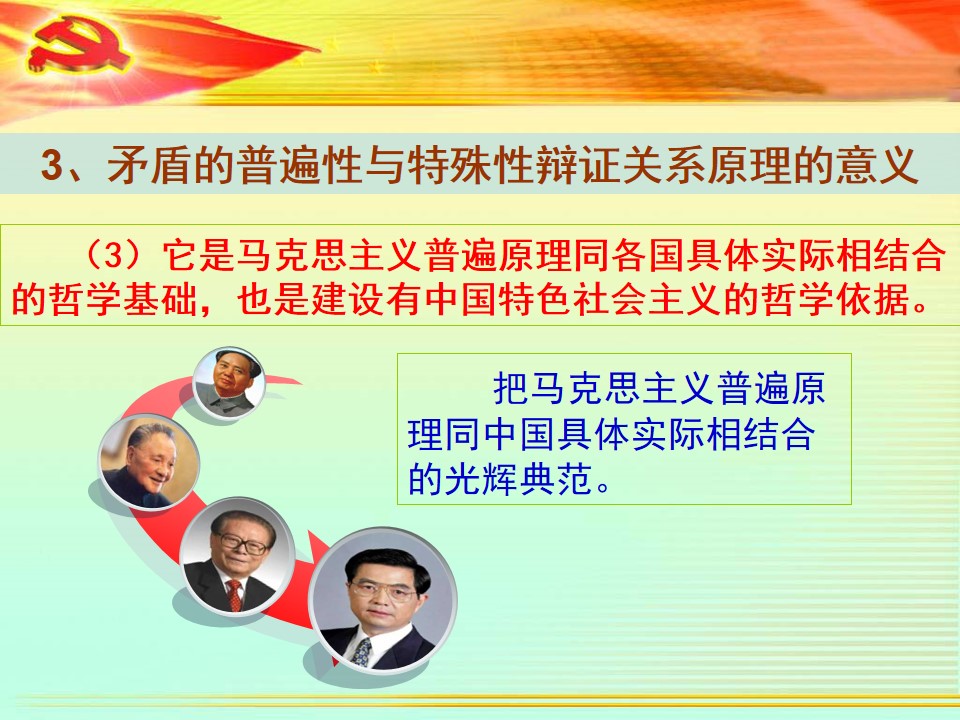 3、矛盾的普遍性与特殊性辩证关系原理的意义
（3）它是马克思主义普遍原理同各国具体实际相结合
的哲学基础，也是建设有中国特色社会主义的哲学依据。
把马克思主义普遍原
理同中国具体实际相结合
的光辉典范。